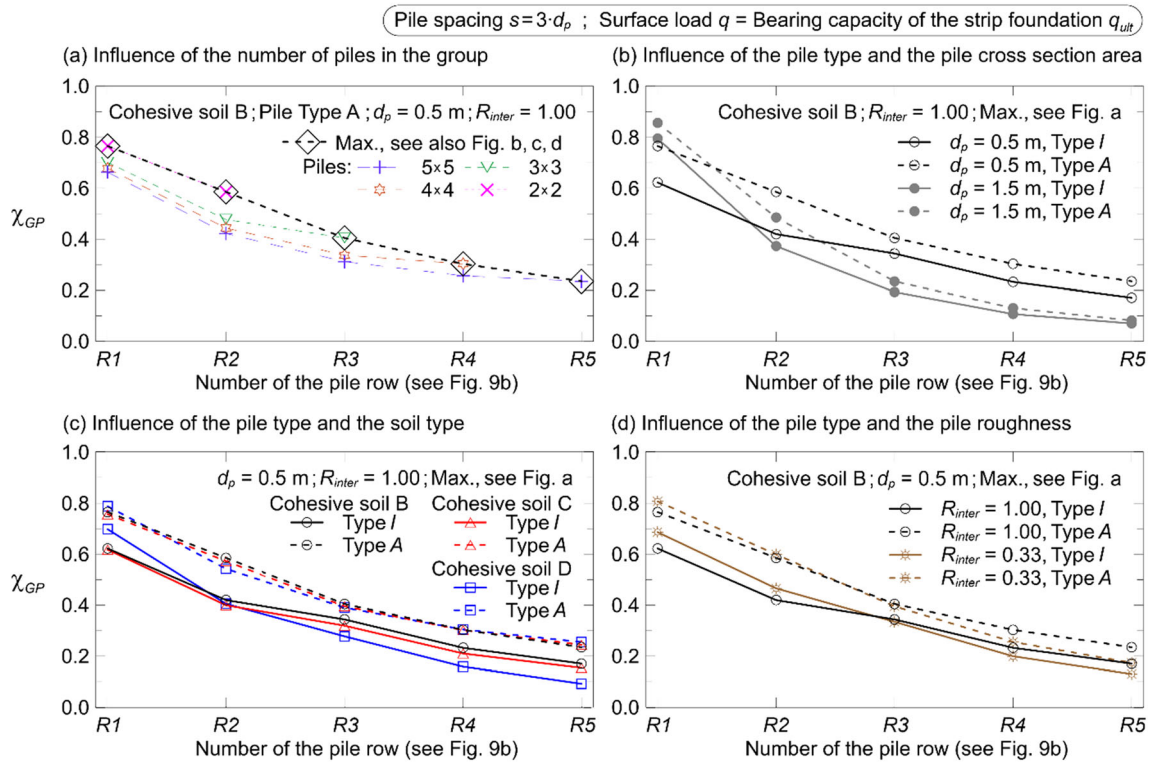 Pile spacing s=3·dp ; Surface load q = Bearing capacity of the strip foundation qult
(a) Influence of the number of piles in the group
Cohesive soil B; Pile Type A; dp = 0.5 m; Rinter = 1.00
Max., see also Fig. b, c, d
Piles: 5×5 3×3
4×4 2×2
χGP
1.0
0.8
0.6
0.4
0.2
0.0
R1 R2 R3 R4 R5
Number of the pile row (see Fig. 9b)
(b) Influence of the pile type and the pile cross section area
Cohesive soil B; Rinter = 1.00; Max., see Fig. a
dp = 0.5 m, Type I
dp = 0.5 m, Type A
dp = 1.5 m, Type I
dp = 1.5 m, Type A
1.0
0.8
0.6
0.4
0.2
0.0
R1 R2 R3 R4 R5
Number of the pile row (see Fig. 9b)
(c) Influence of the pile type and the soil type
dp = 0.5 m; Rinter = 1.00; Max., see Fig. a
Cohesive soil B Cohesive soil C
Type I Type I
Type A Type A
Cohesive soil D
Type I
Type A
χGP
1.0
0.8
0.6
0.4
0.2
0.0
R1 R2 R3 R4 R5
Number of the pile row (see Fig. 9b)
(d) Influence of the pile type and the pile roughness
Cohesive soil B; dp = 0.5 m; Max., see Fig. a
Rinter = 1.00, Type I
Rinter = 1.00, Type A
Rinter = 0.33, Type I
Rinter = 0.33, Type A
1.0
0.8
0.6
0.4
0.2
0.0
R1 R2 R3 R4 R5
Number of the pile row (see Fig. 9b)